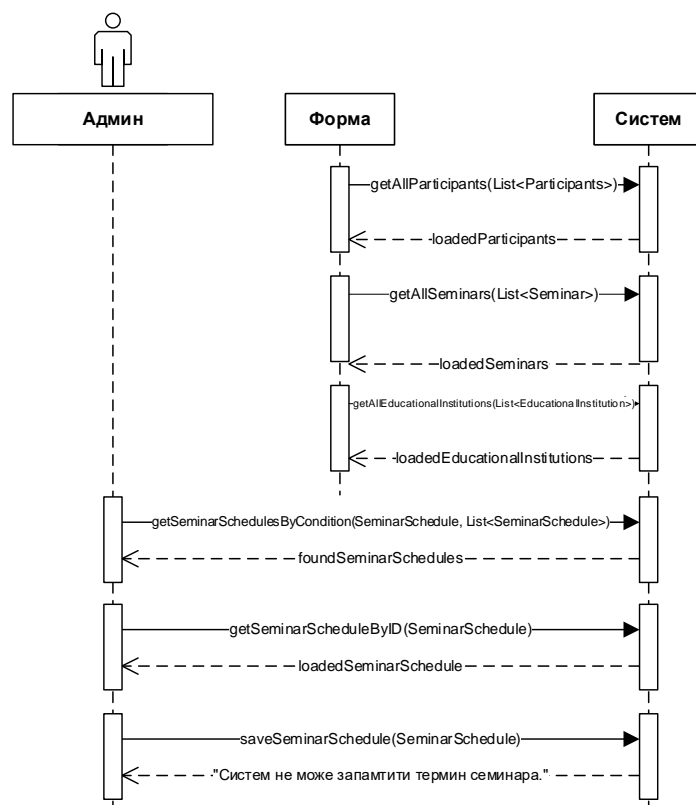 Админ
Форма
Систем
getAllParticipants(List<Participants>)
loadedParticipants
getAllSeminars(List<Seminar>)
loadedSeminars
getAllEducationalInstitutions(List<EducationalInstitution>)
loadedEducationalInstitutions
getSeminarSchedulesByCondition(SeminarSchedule, List<SeminarSchedule>)
foundSeminarSchedules
getSeminarScheduleByID(SeminarSchedule)
loadedSeminarSchedule
saveSeminarSchedule(SeminarSchedule)
"Систем не може запамтити термин семинара."